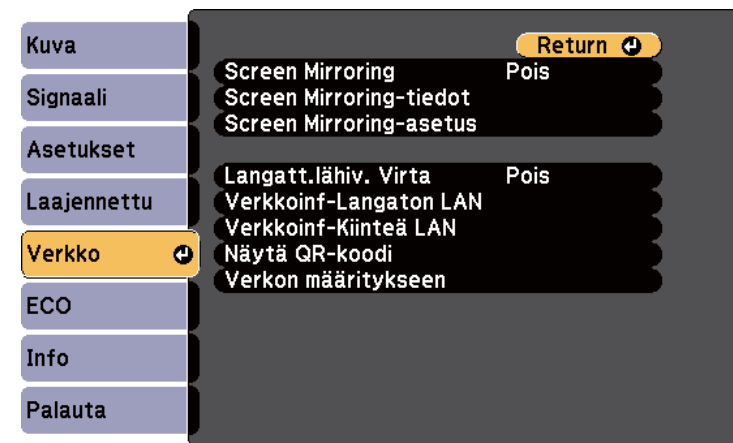 Kuva
Signaali
Asetukset
Laajennettu
Verkko
ECO
Info
Palauta
Return
Screen Mirroring Pois
Screen Mirroring-tiedot
Screen Mirroring-asetus
Langatt.lähiv. Virta Pois
Verkkoinf-Langaton LAN
Verkkoinf-Kiinteä LAN
Näytä QR-koodi
Verkon määritykseen